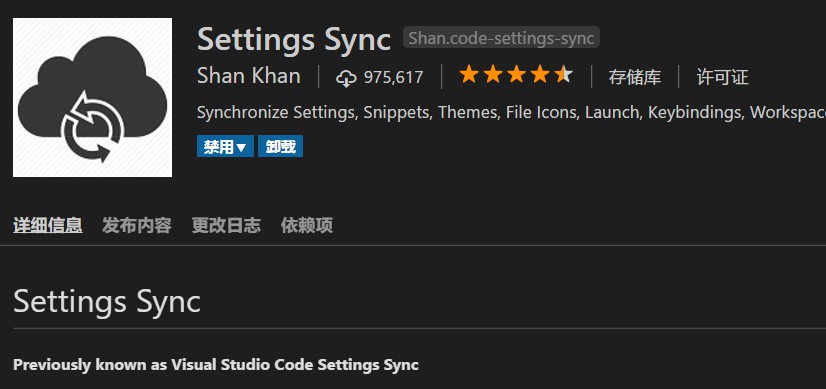 Settings Sync Shan.code-settings-sync
Shan Khan 975,617 存储库 许可证
Synchronize Settings, Snippets, Themes, File Icons, Launch, Keybindings, Workspace
禁用▼ 卸载
详细信息 发布内容 更改日志 依赖项
Settings Sync
Previously known as Visual Studio Code Settings Sync